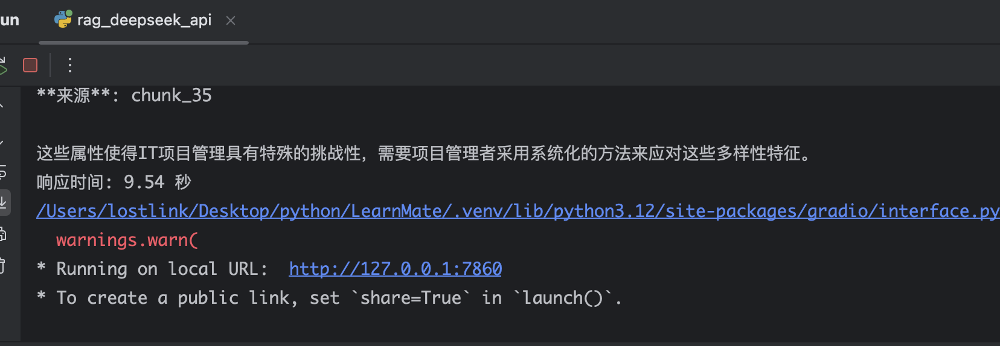 un
rag_deepseek_api
**来源**: chunk_35
这些属性使得IT项目管理具有特殊的挑战性，需要项目管理者采用系统化的方法来应对这些多样性特征。
响应时间: 9.54 秒
/Users/lostlink/Desktop/python/LearnMate/.venv/lib/python3.12/site-packages/gradio/interface.py
warnings.warn(
* Running on local URL:  http://127.0.0.1:7860
* To create a public link, set `share=True` in `launch()`.